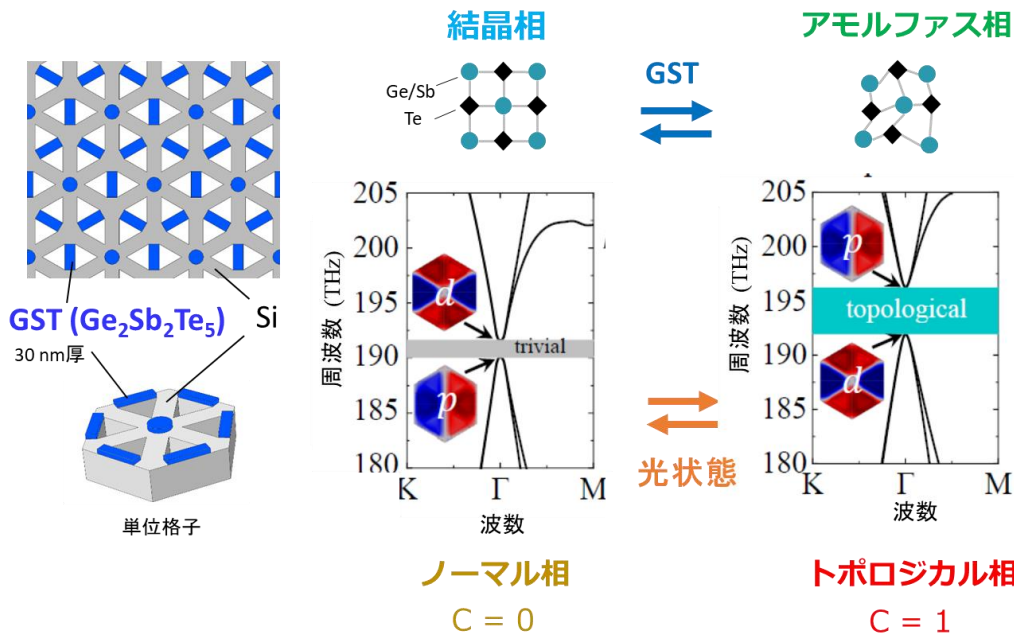 結晶相
アモルファス相
Ge/Sb
Te
GST
GST (Ge₂Sb₂Te₅)
Si
30 nm厚
単位格子
周波数 (THz)
205
200
195
190
185
180
d
p
trivial
K
Γ
M
波数
光状態
周波数 (THz)
205
200
195
190
185
180
p
topological
d
K
Γ
M
波数
ノーマル相
C = 0
トポロジカル相
C = 1